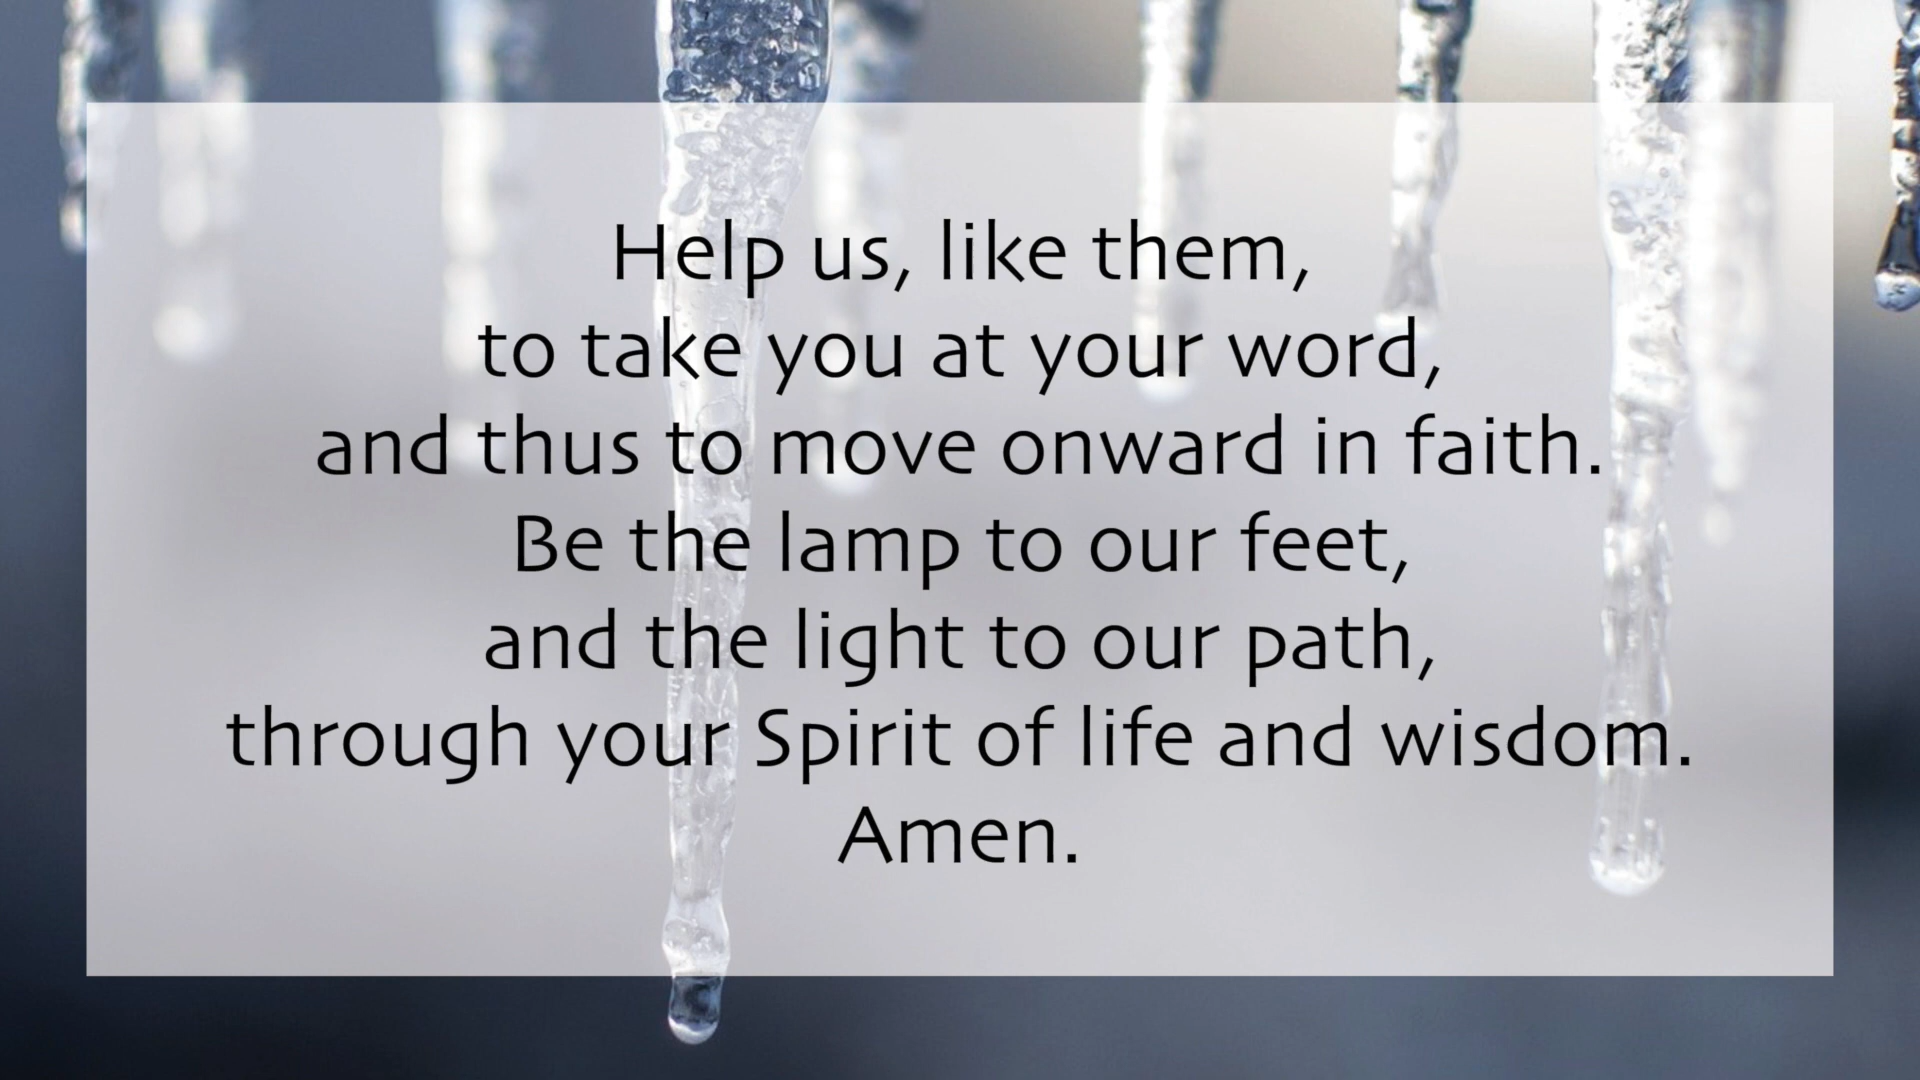 Help us, like them,
to take you at your word,
and thus to move onward in faith.
Be the lamp to our feet,
and the light to our path,
through your Spirit of life and wisdom.
Amen.